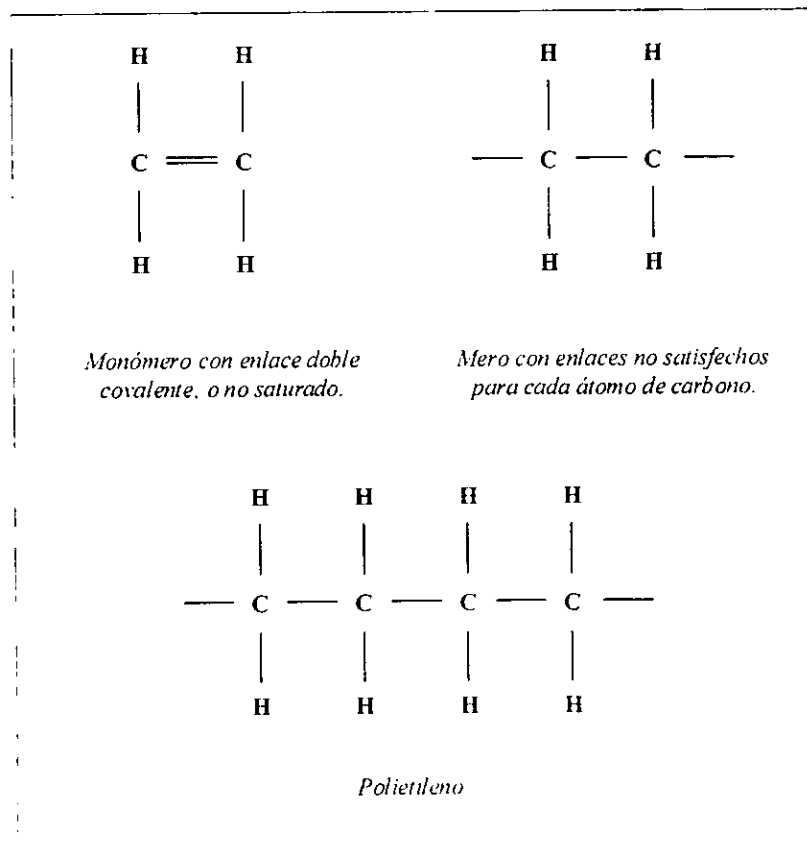 H H
C C
H H
H H
C C
H H
Monómero con enlace doble
covalente, o no saturado.
Mero con enlaces no satisfechos
para cada átomo de carbono.
H H H H
C C C C
H H H H
Polietileno